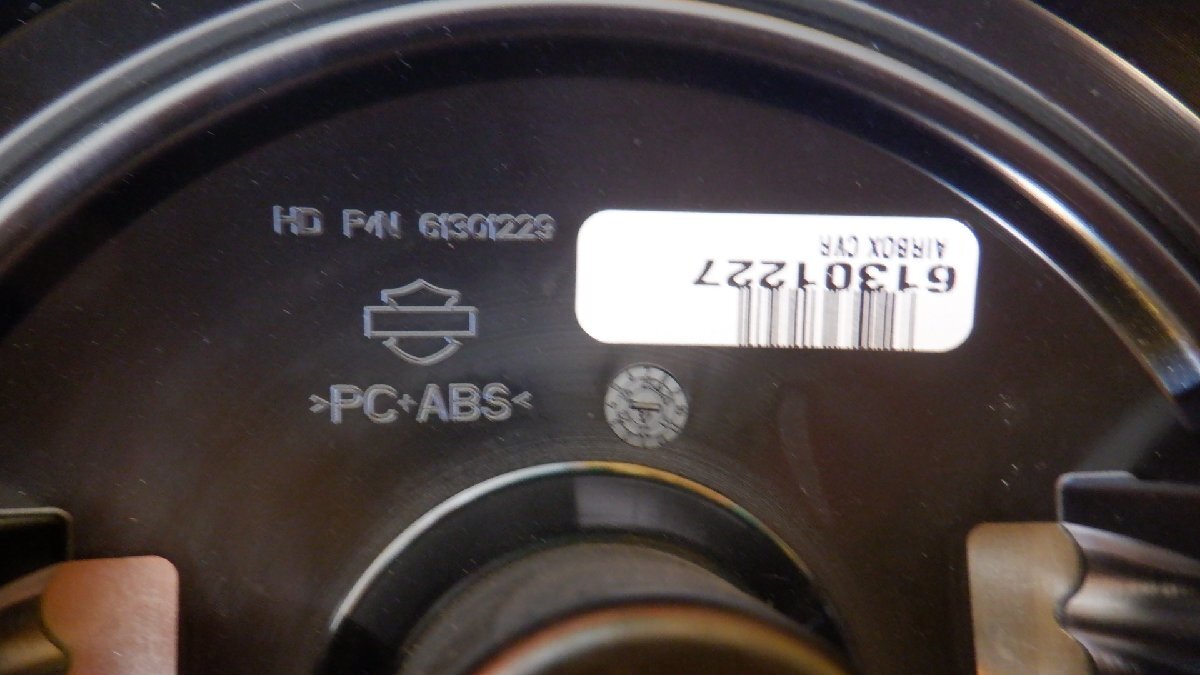 HD P/N 61301229
>PC+ABS<
61301227
AIRBOX CVR